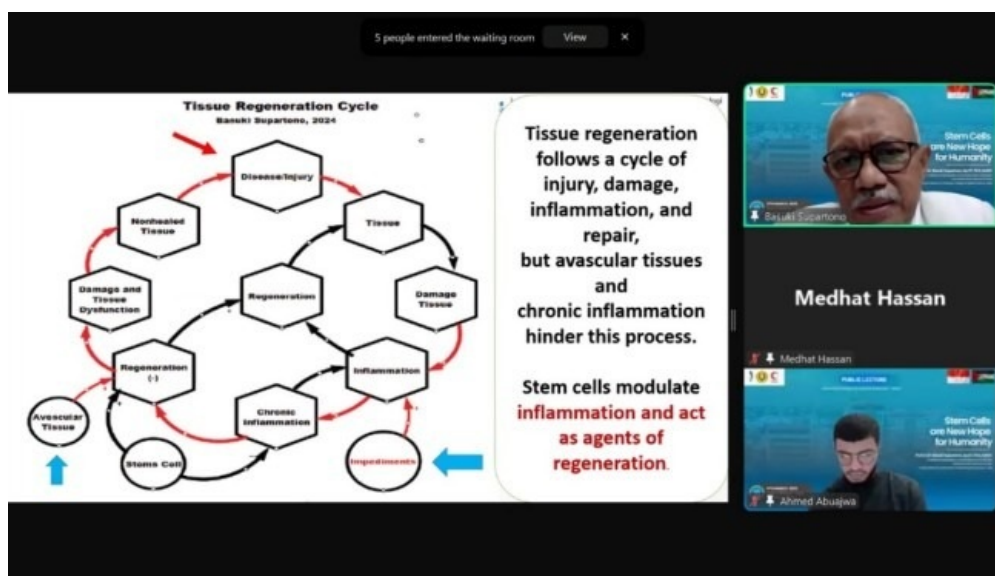 5 people entered the waiting room
View
Tissue Regeneration Cycle
Basuki Supartono, 2024
Disease/Injury
Nonhealed
Tissue
Tissue
Damage and
Tissue
Dysfunction
Regeneration
Damage
Tissue
Regeneration
(-)
Inflammation
Chronic
Inflammation
Avascular
Tissue
Stems Cell
Impediments
Tissue regeneration
follows a cycle of
injury, damage,
inflammation, and
repair,
but avascular tissues
and
chronic inflammation
hinder this process.
Stem cells modulate
inflammation and act
as agents of
regeneration.
PUBLIC LECTURE
Stem Cells
are New Hope
for Humanity
Basuki Supartono
Medhat Hassan
Medhat Hassan
PUBLIC LECTURE
Stem Cells
are New Hope
for Humanity
Ahmed Abuajwa